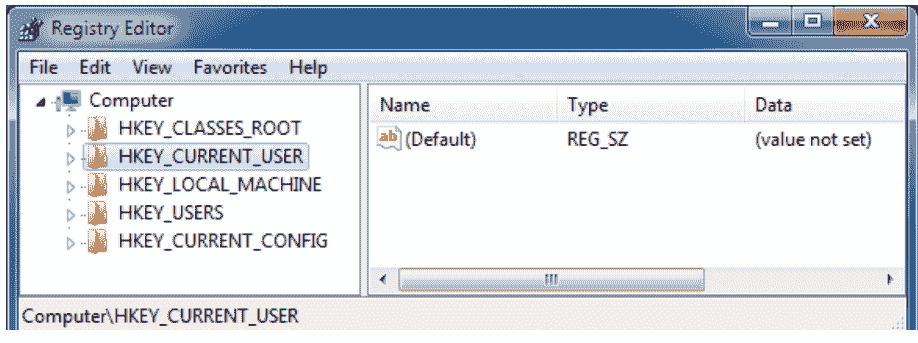 Registry Editor
File Edit View Favorites Help
Computer
HKEY_CLASSES_ROOT
HKEY_CURRENT_USER
HKEY_LOCAL_MACHINE
HKEY_USERS
HKEY_CURRENT_CONFIG
Name Type Data
ab (Default) REG_SZ (value not set)
Computer\HKEY_CURRENT_USER